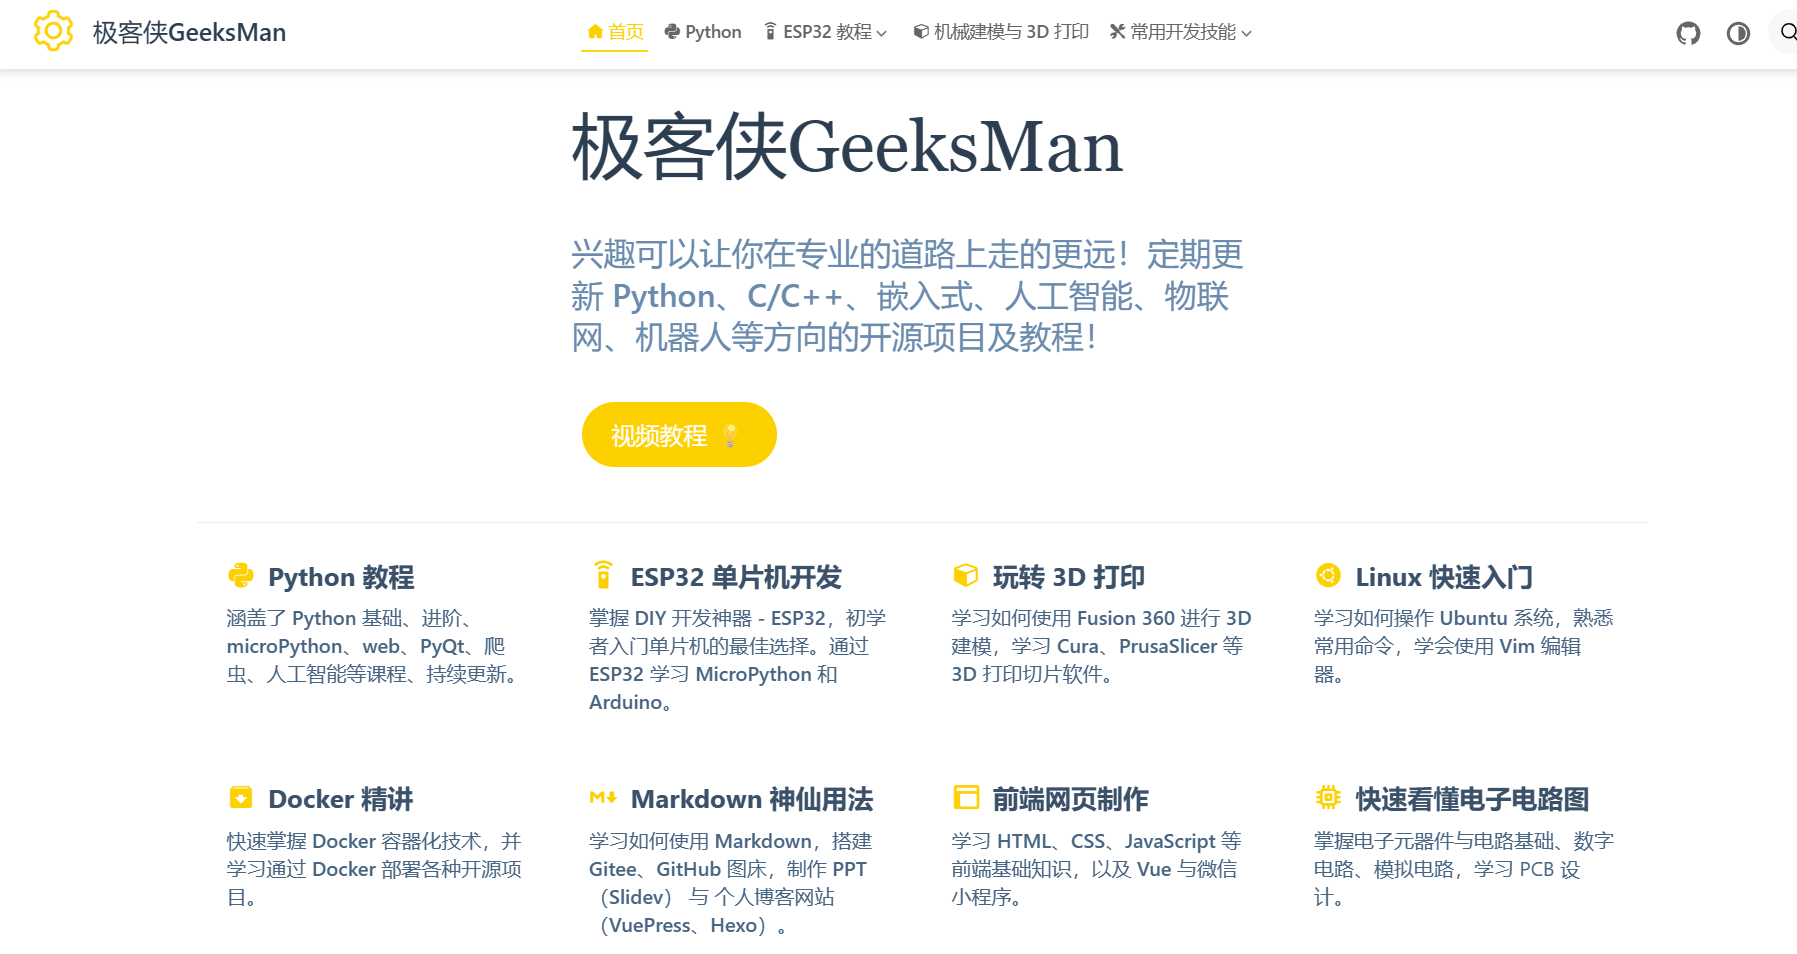 极客侠GeeksMan
首页 Python ESP32 教程 机械建模与 3D 打印 常用开发技能
极客侠GeeksMan
兴趣可以让你在专业的道路上走的更远！定期更
新 Python、C/C++、嵌入式、人工智能、物联
网、机器人等方向的开源项目及教程！
视频教程 💡
Python 教程
涵盖了 Python 基础、进阶、
microPython、web、PyQt、爬
虫、人工智能等课程、持续更新。
ESP32 单片机开发
掌握 DIY 开发神器 - ESP32，初学
者入门单片机的最佳选择。通过
ESP32 学习 MicroPython 和
Arduino。
玩转 3D 打印
学习如何使用 Fusion 360 进行 3D
建模，学习 Cura、PrusaSlicer 等
3D 打印切片软件。
Linux 快速入门
学习如何操作 Ubuntu 系统，熟悉
常用命令，学会使用 Vim 编辑
器。
Docker 精讲
快速掌握 Docker 容器化技术，并
学习通过 Docker 部署各种开源项
目。
Markdown 神仙用法
学习如何使用 Markdown，搭建
Gitee、GitHub 图床，制作 PPT
（Slidev） 与 个人博客网站
（VuePress、Hexo）。
前端网页制作
学习 HTML、CSS、JavaScript 等
前端基础知识，以及 Vue 与微信
小程序。
快速看懂电子电路图
掌握电子元器件与电路基础、数字
电路、模拟电路，学习 PCB 设
计。